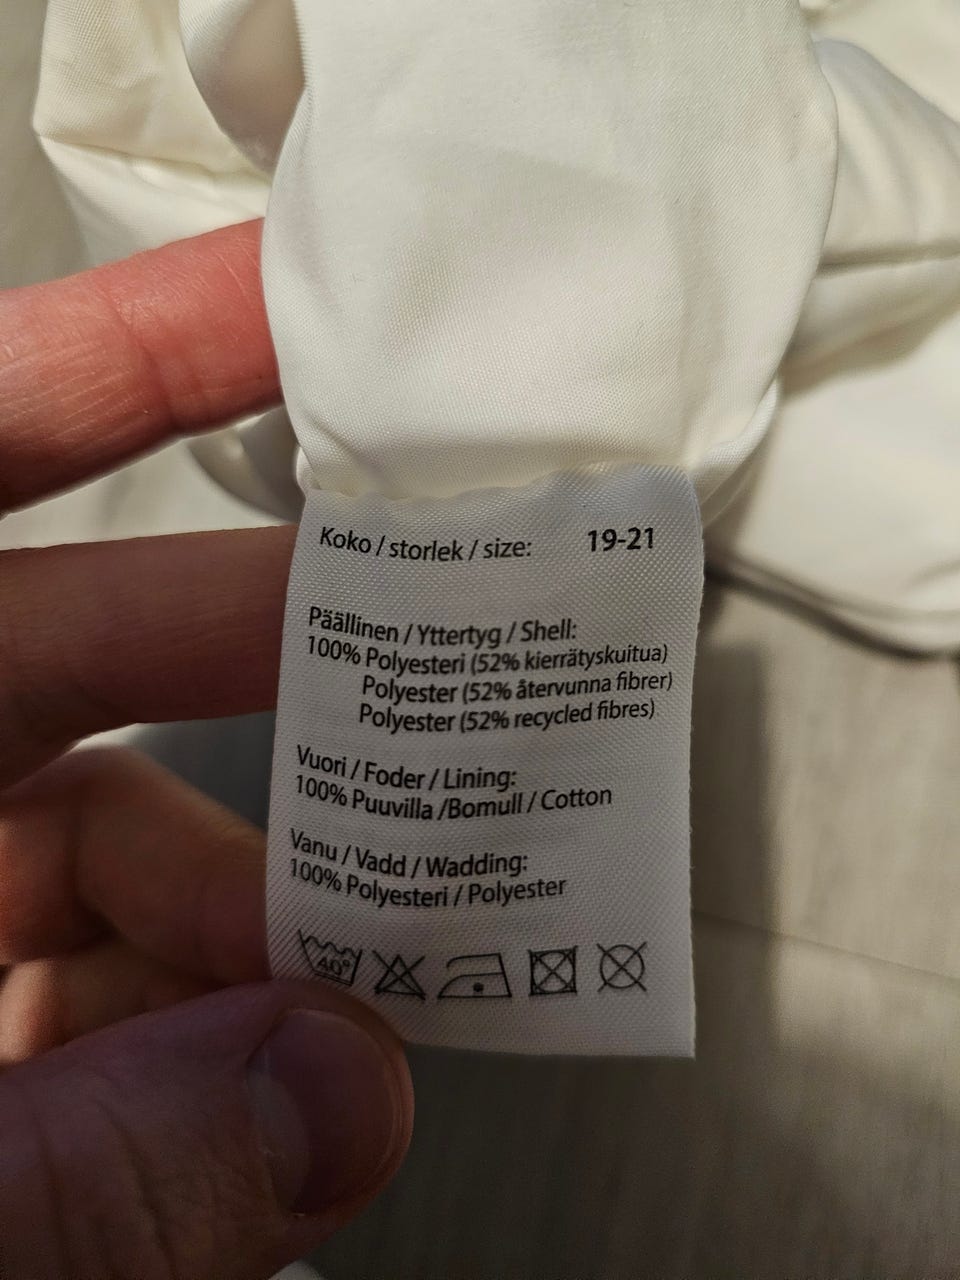 Koko / storlek / size: 19-21
Päällinen / Yttertyg / Shell:
100% Polyesteri (52% kierrätyskuitua)
Polyester (52% återvunna fibrer)
Polyester (52% recycled fibres)
Vuori / Foder / Lining:
100% Puuvilla /Bomull / Cotton
Vanu / Vadd / Wadding:
100% Polyesteri / Polyester
40°